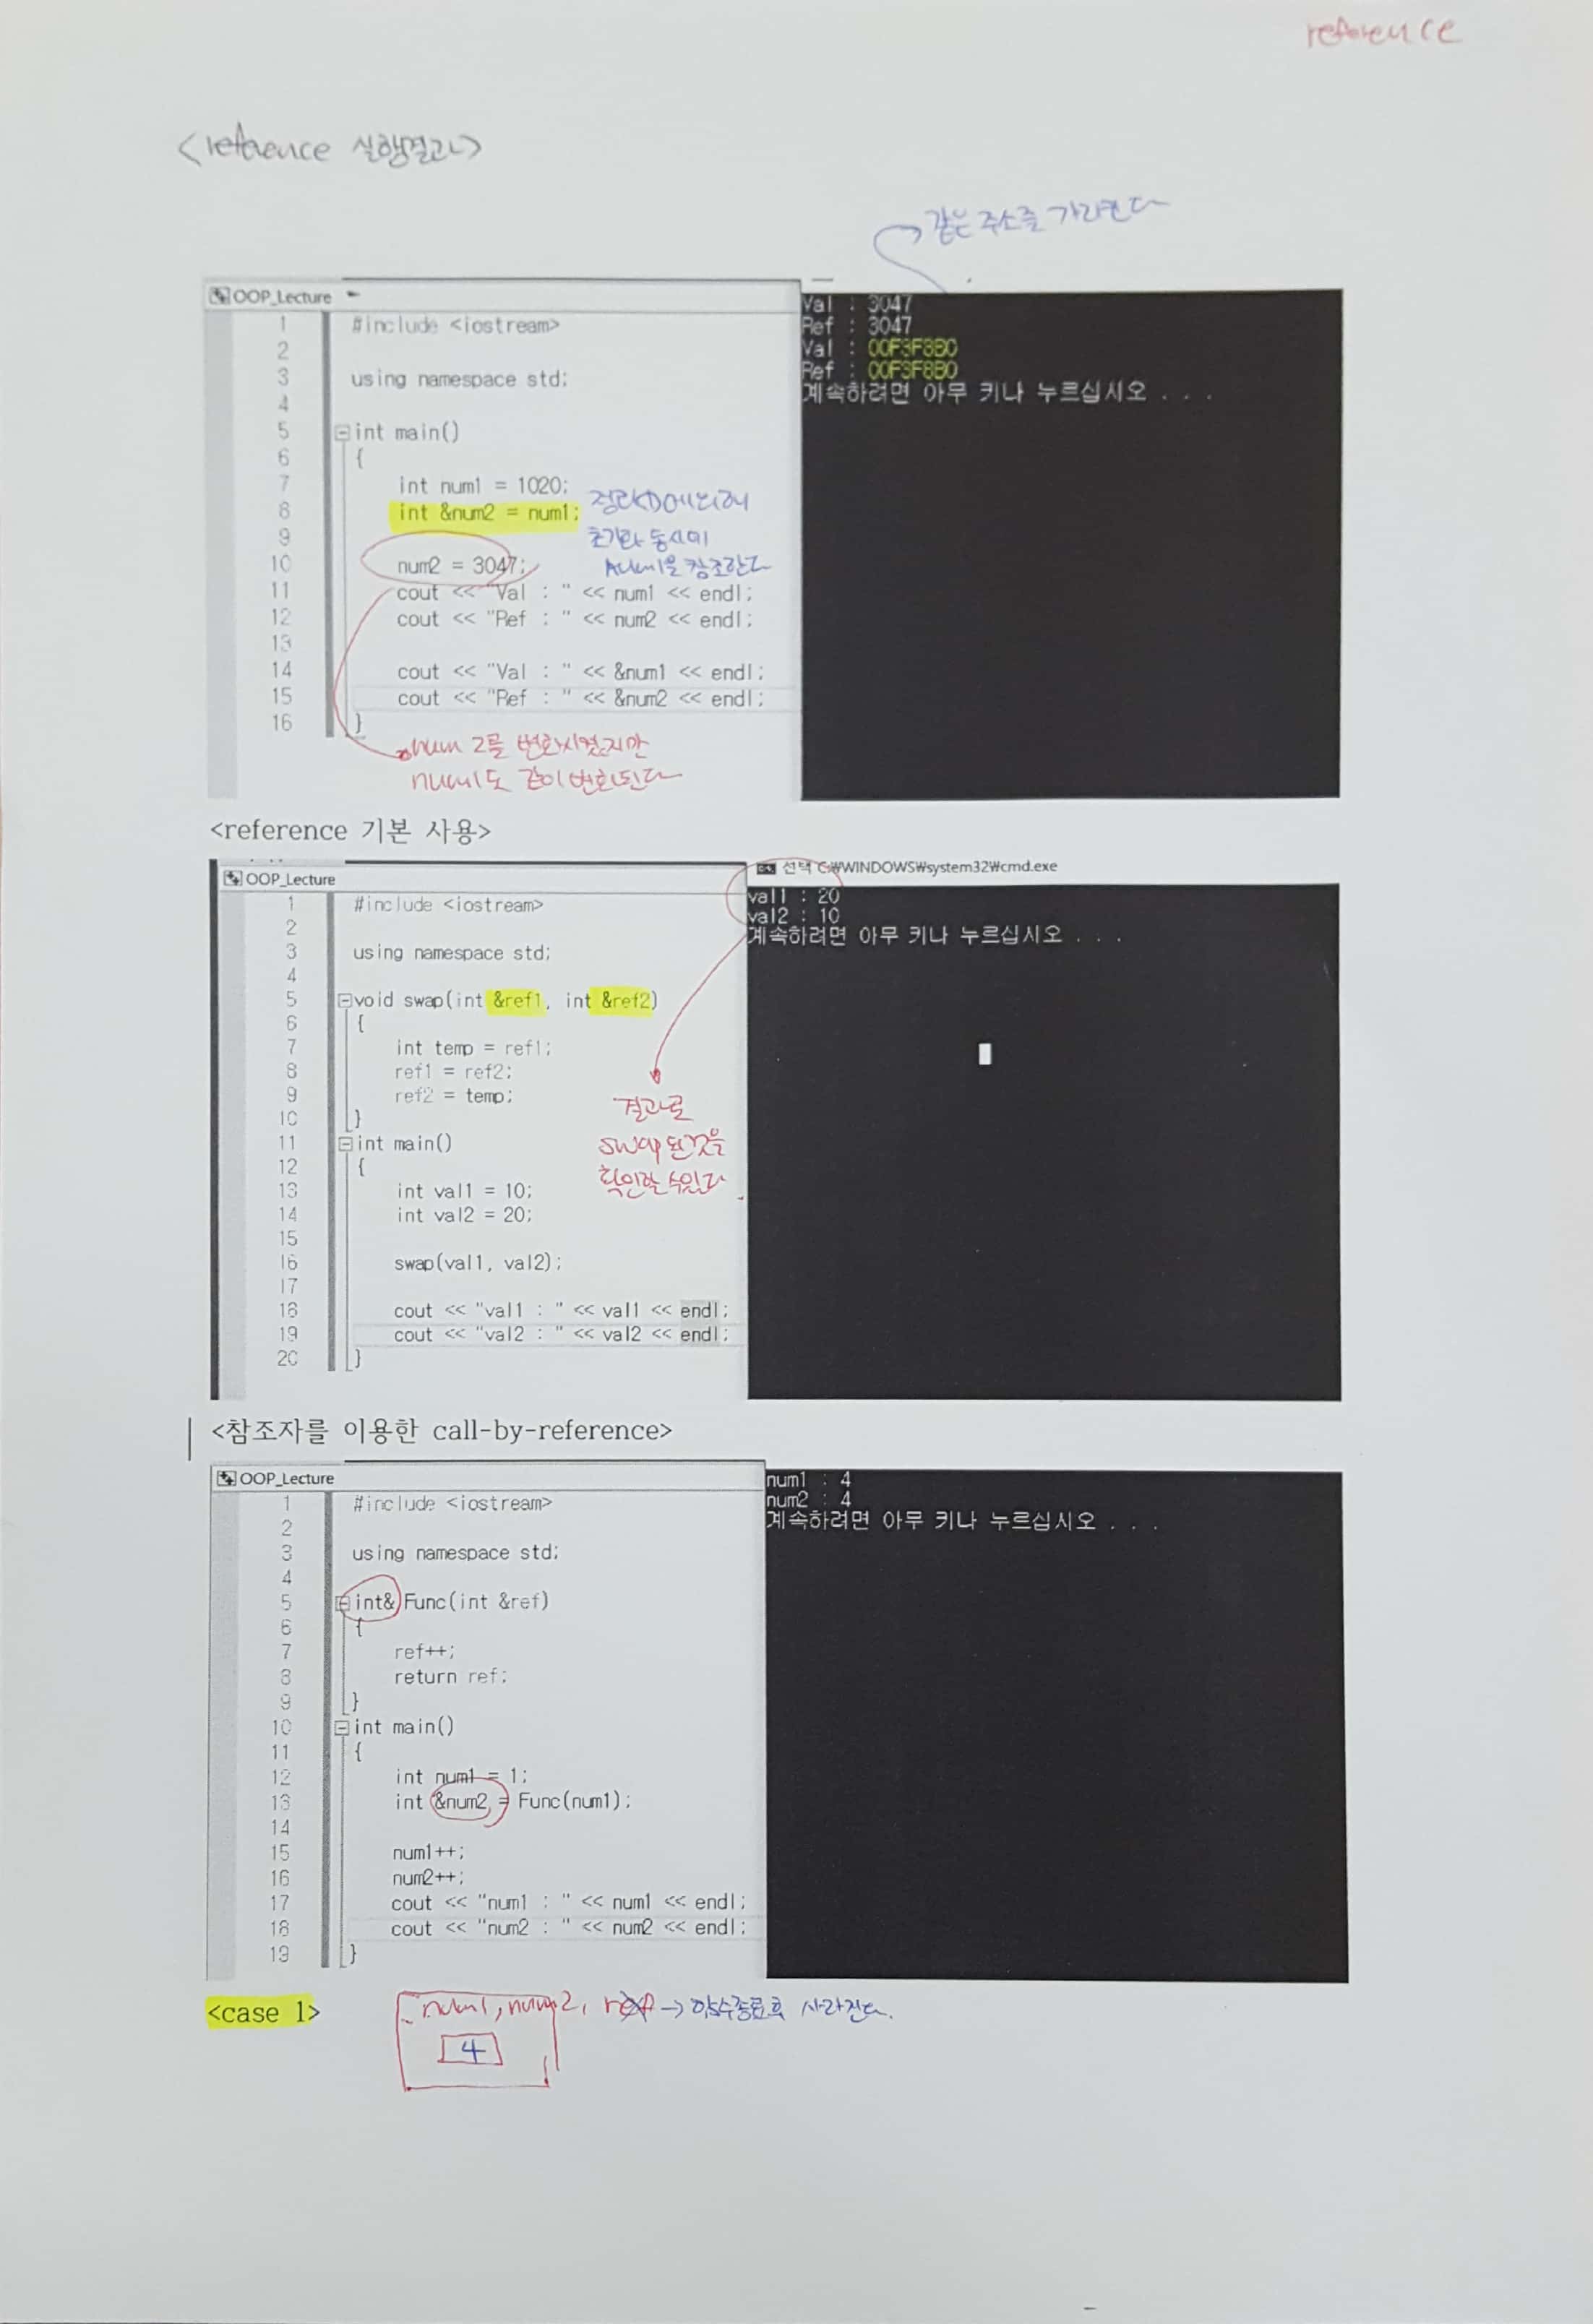 reference
<reference 실행결과>
같은 주소를 가리킨다
OOP_Lecture
1 #include <iostream>
2
3 using namespace std;
4
5 int main()
6 {
7 int num1 = 1020;
8 int &num2 = num1;
9
10 num2 = 3047;
11 cout << "Val : " << num1 << endl;
12 cout << "Ref : " << num2 << endl;
13
14 cout << "Val : " << &num1 << endl;
15 cout << "Ref : " << &num2 << endl;
16 }
동시에
num1을 참조한다
num 2를 변화시켰지만
num1도 같이 변화된다
Val : 3047
Ref : 3047
Val : 00F3F8B0
Ref : 00F3F8B0
계속하려면 아무 키나 누르십시오 . . .
<reference 기본 사용>
OOP_Lecture
1 #include <iostream>
2
3 using namespace std;
4
5 void swap(int &ref1, int &ref2)
6 {
7 int temp = ref1;
8 ref1 = ref2;
9 ref2 = temp;
10 }
11 int main()
12 {
13 int val1 = 10;
14 int val2 = 20;
15
16 swap(val1, val2);
17
18 cout << "val1 : " << val1 << endl;
19 cout << "val2 : " << val2 << endl;
20 }
결과로
swap된것을
확인할 수있다.
선택 C:₩WINDOWS₩system32₩cmd.exe
val1 : 20
val2 : 10
계속하려면 아무 키나 누르십시오 . . .
<참조자를 이용한 call-by-reference>
OOP_Lecture
1 #include <iostream>
2
3 using namespace std;
4
5 int& Func(int &ref)
6 {
7 ref++;
8 return ref;
9 }
10 int main()
11 {
12 int num1 = 1;
13 int &num2 = Func(num1);
14
15 num1++;
16 num2++;
17 cout << "num1 : " << num1 << endl;
18 cout << "num2 : " << num2 << endl;
19 }
num1 : 4
num2 : 4
계속하려면 아무 키나 누르십시오 . . .
<case 1>
num1, num2, ref → 함수종료후 사라진다.
4